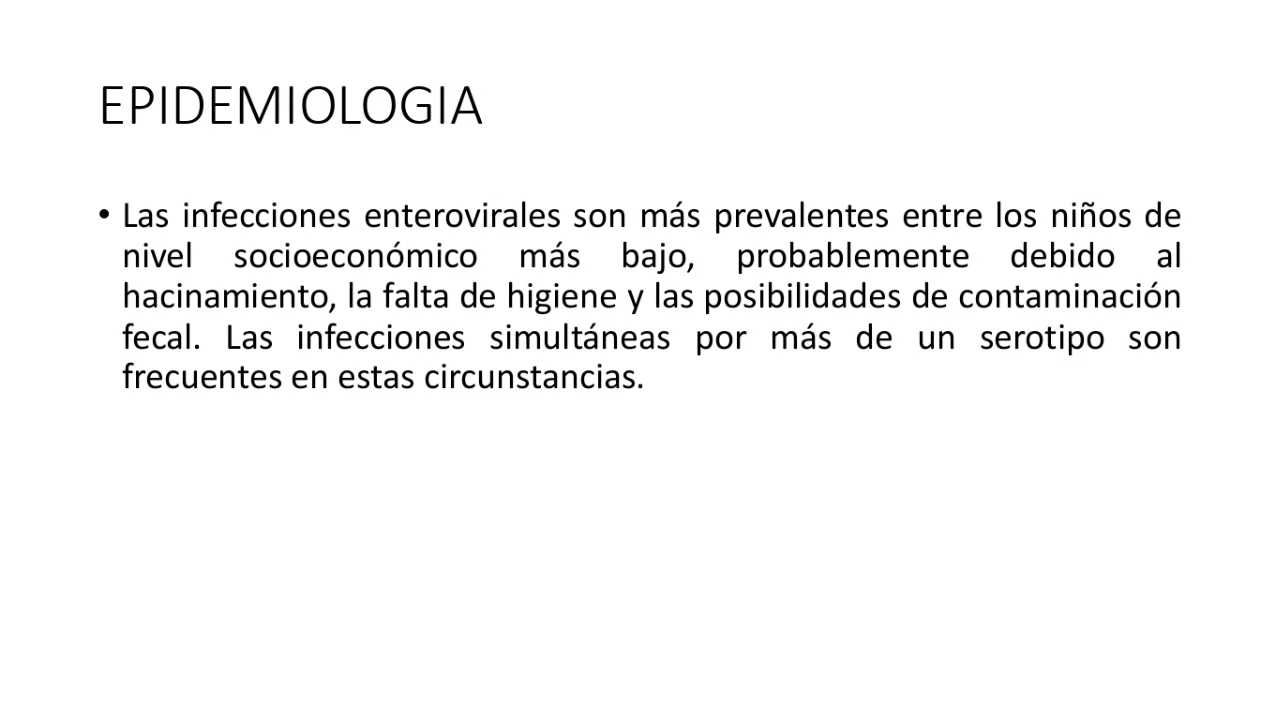 EPIDEMIOLOGIA
• Las infecciones enterovirales son más prevalentes entre los niños de
nivel socioeconómico más bajo, probablemente debido al
hacinamiento, la falta de higiene y las posibilidades de contaminación
fecal. Las infecciones simultáneas por más de un serotipo son
frecuentes en estas circunstancias.